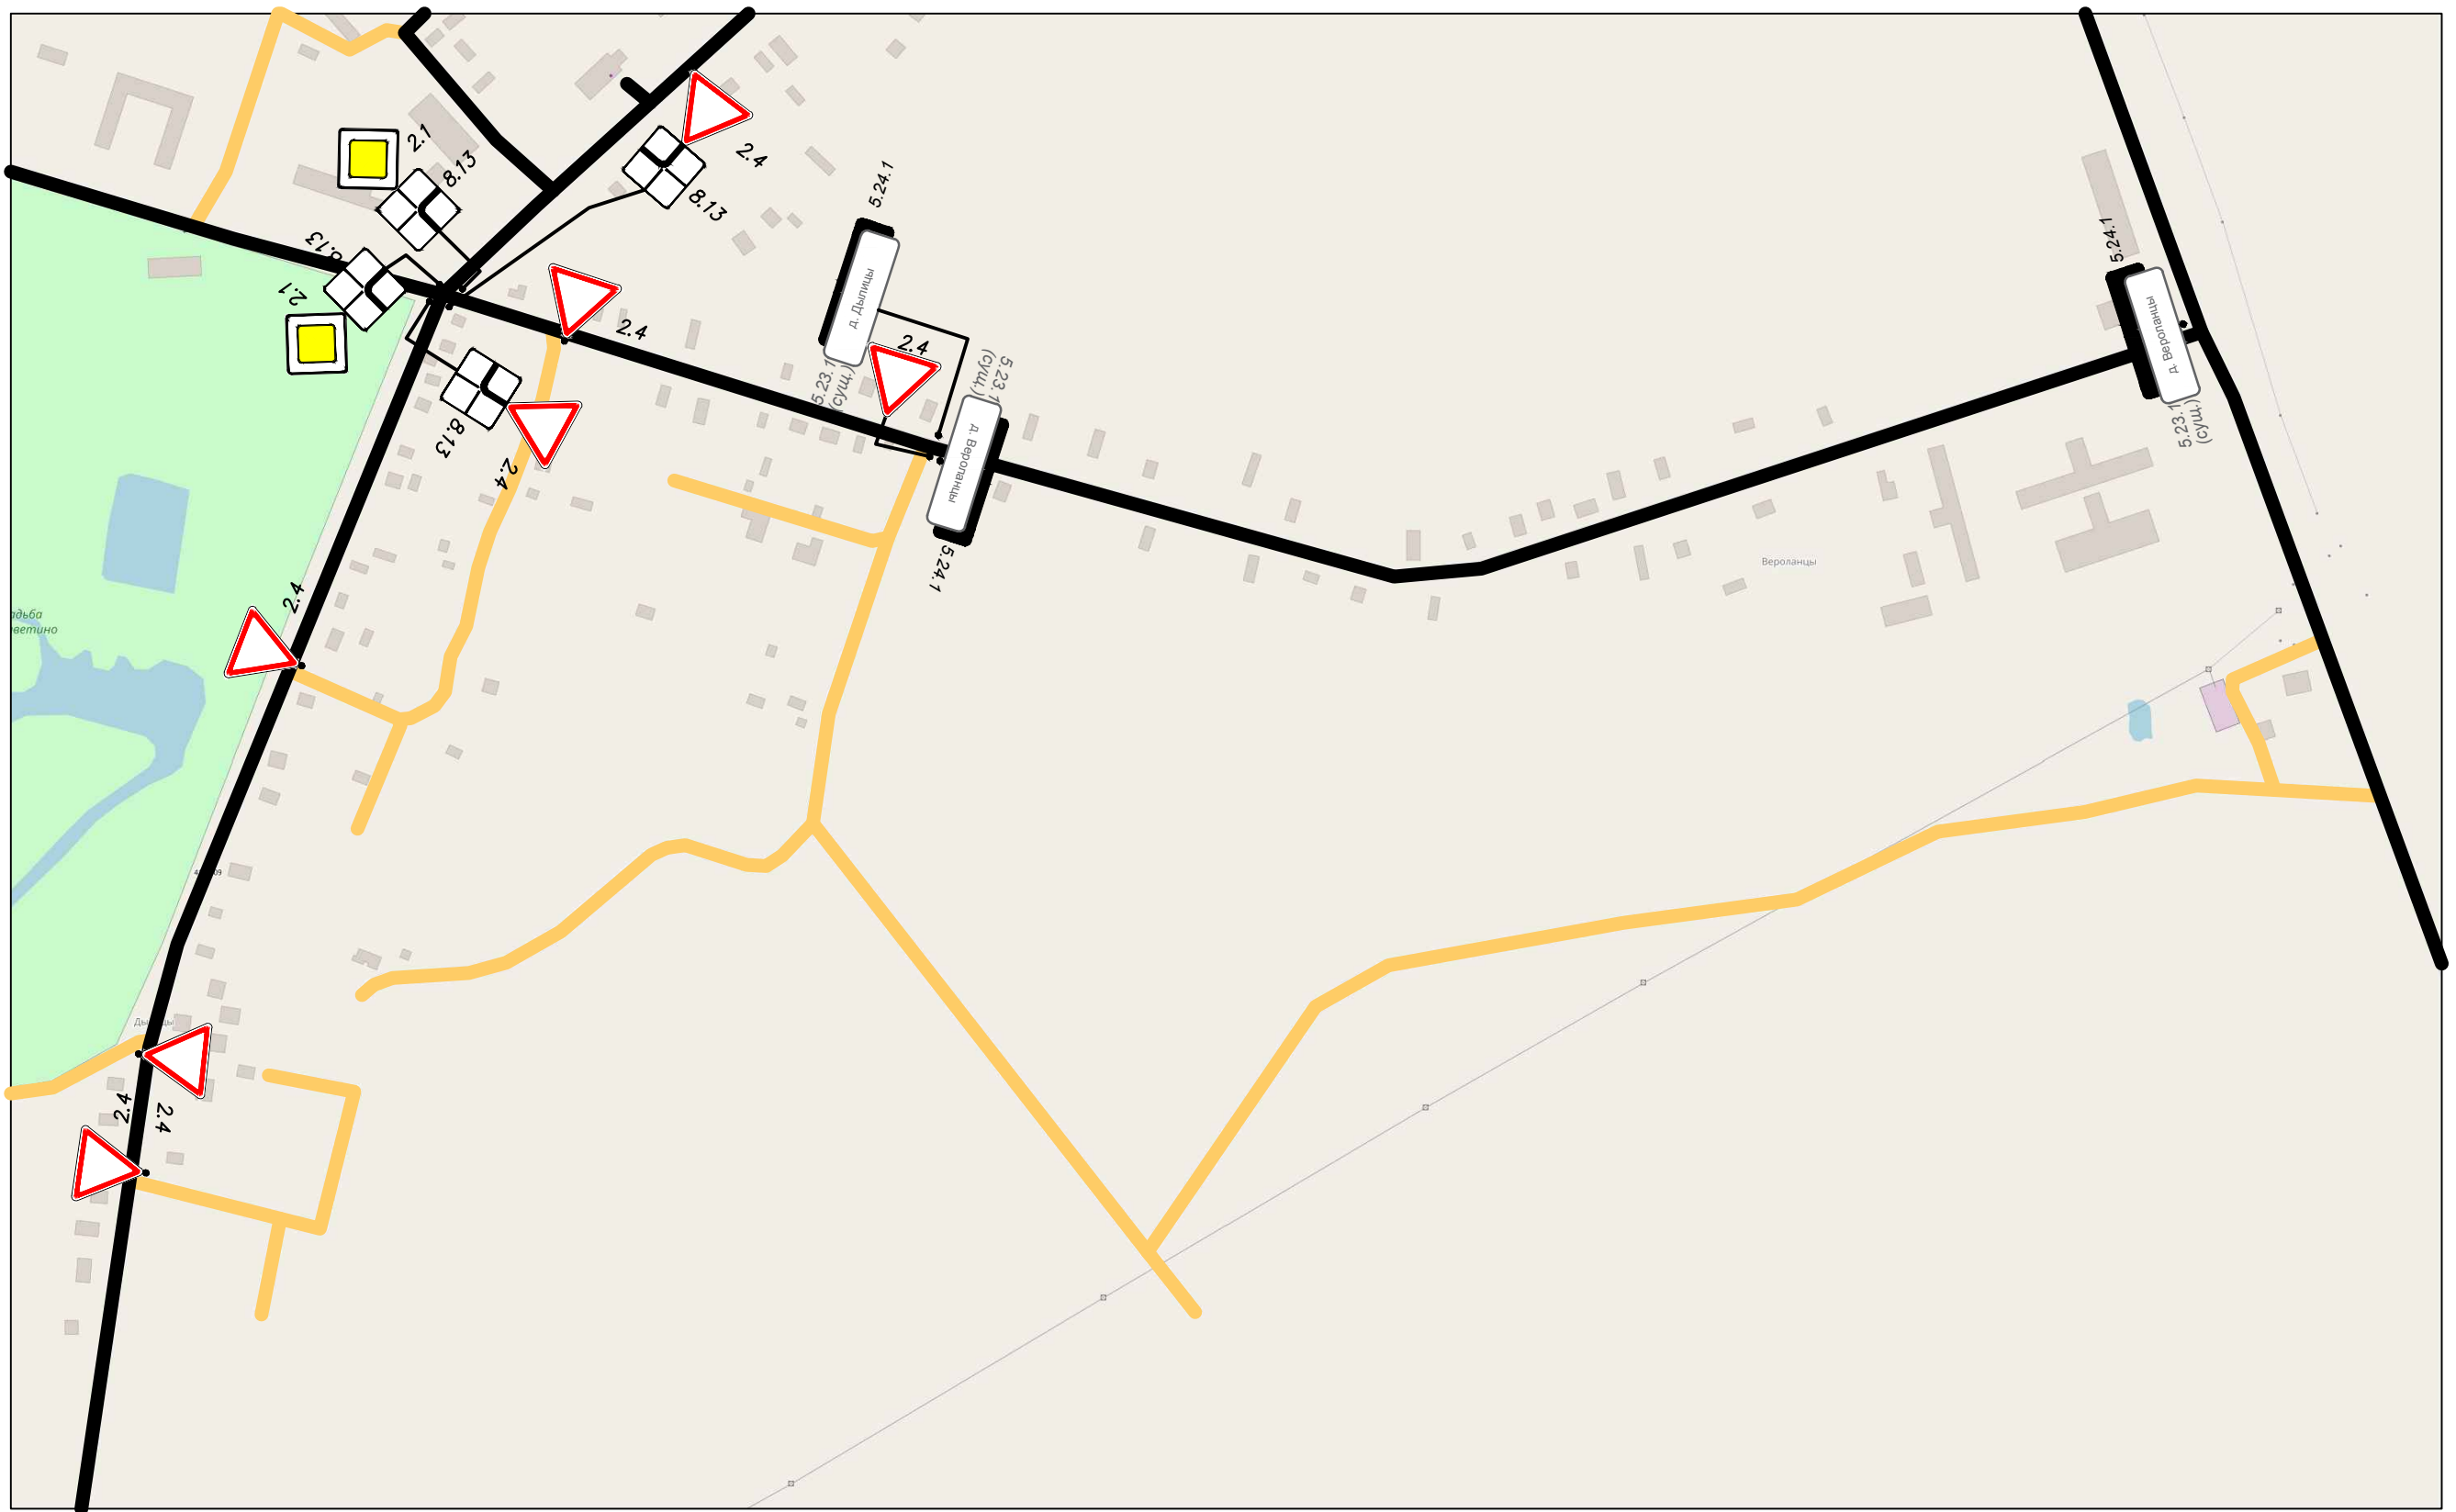 2.1
8.13
2.4
8.13
5.24.1
д. Дылицы
5.23.1
(сущ.)
8.13
2.1
2.4
2.4
5.23.1
(сущ.)
д. Вероланцы
5.24.1
8.13
2.4
5.24.1
д. Вероланцы
5.23.1
(сущ.)
Вероланцы
2.4
2.4
2.4